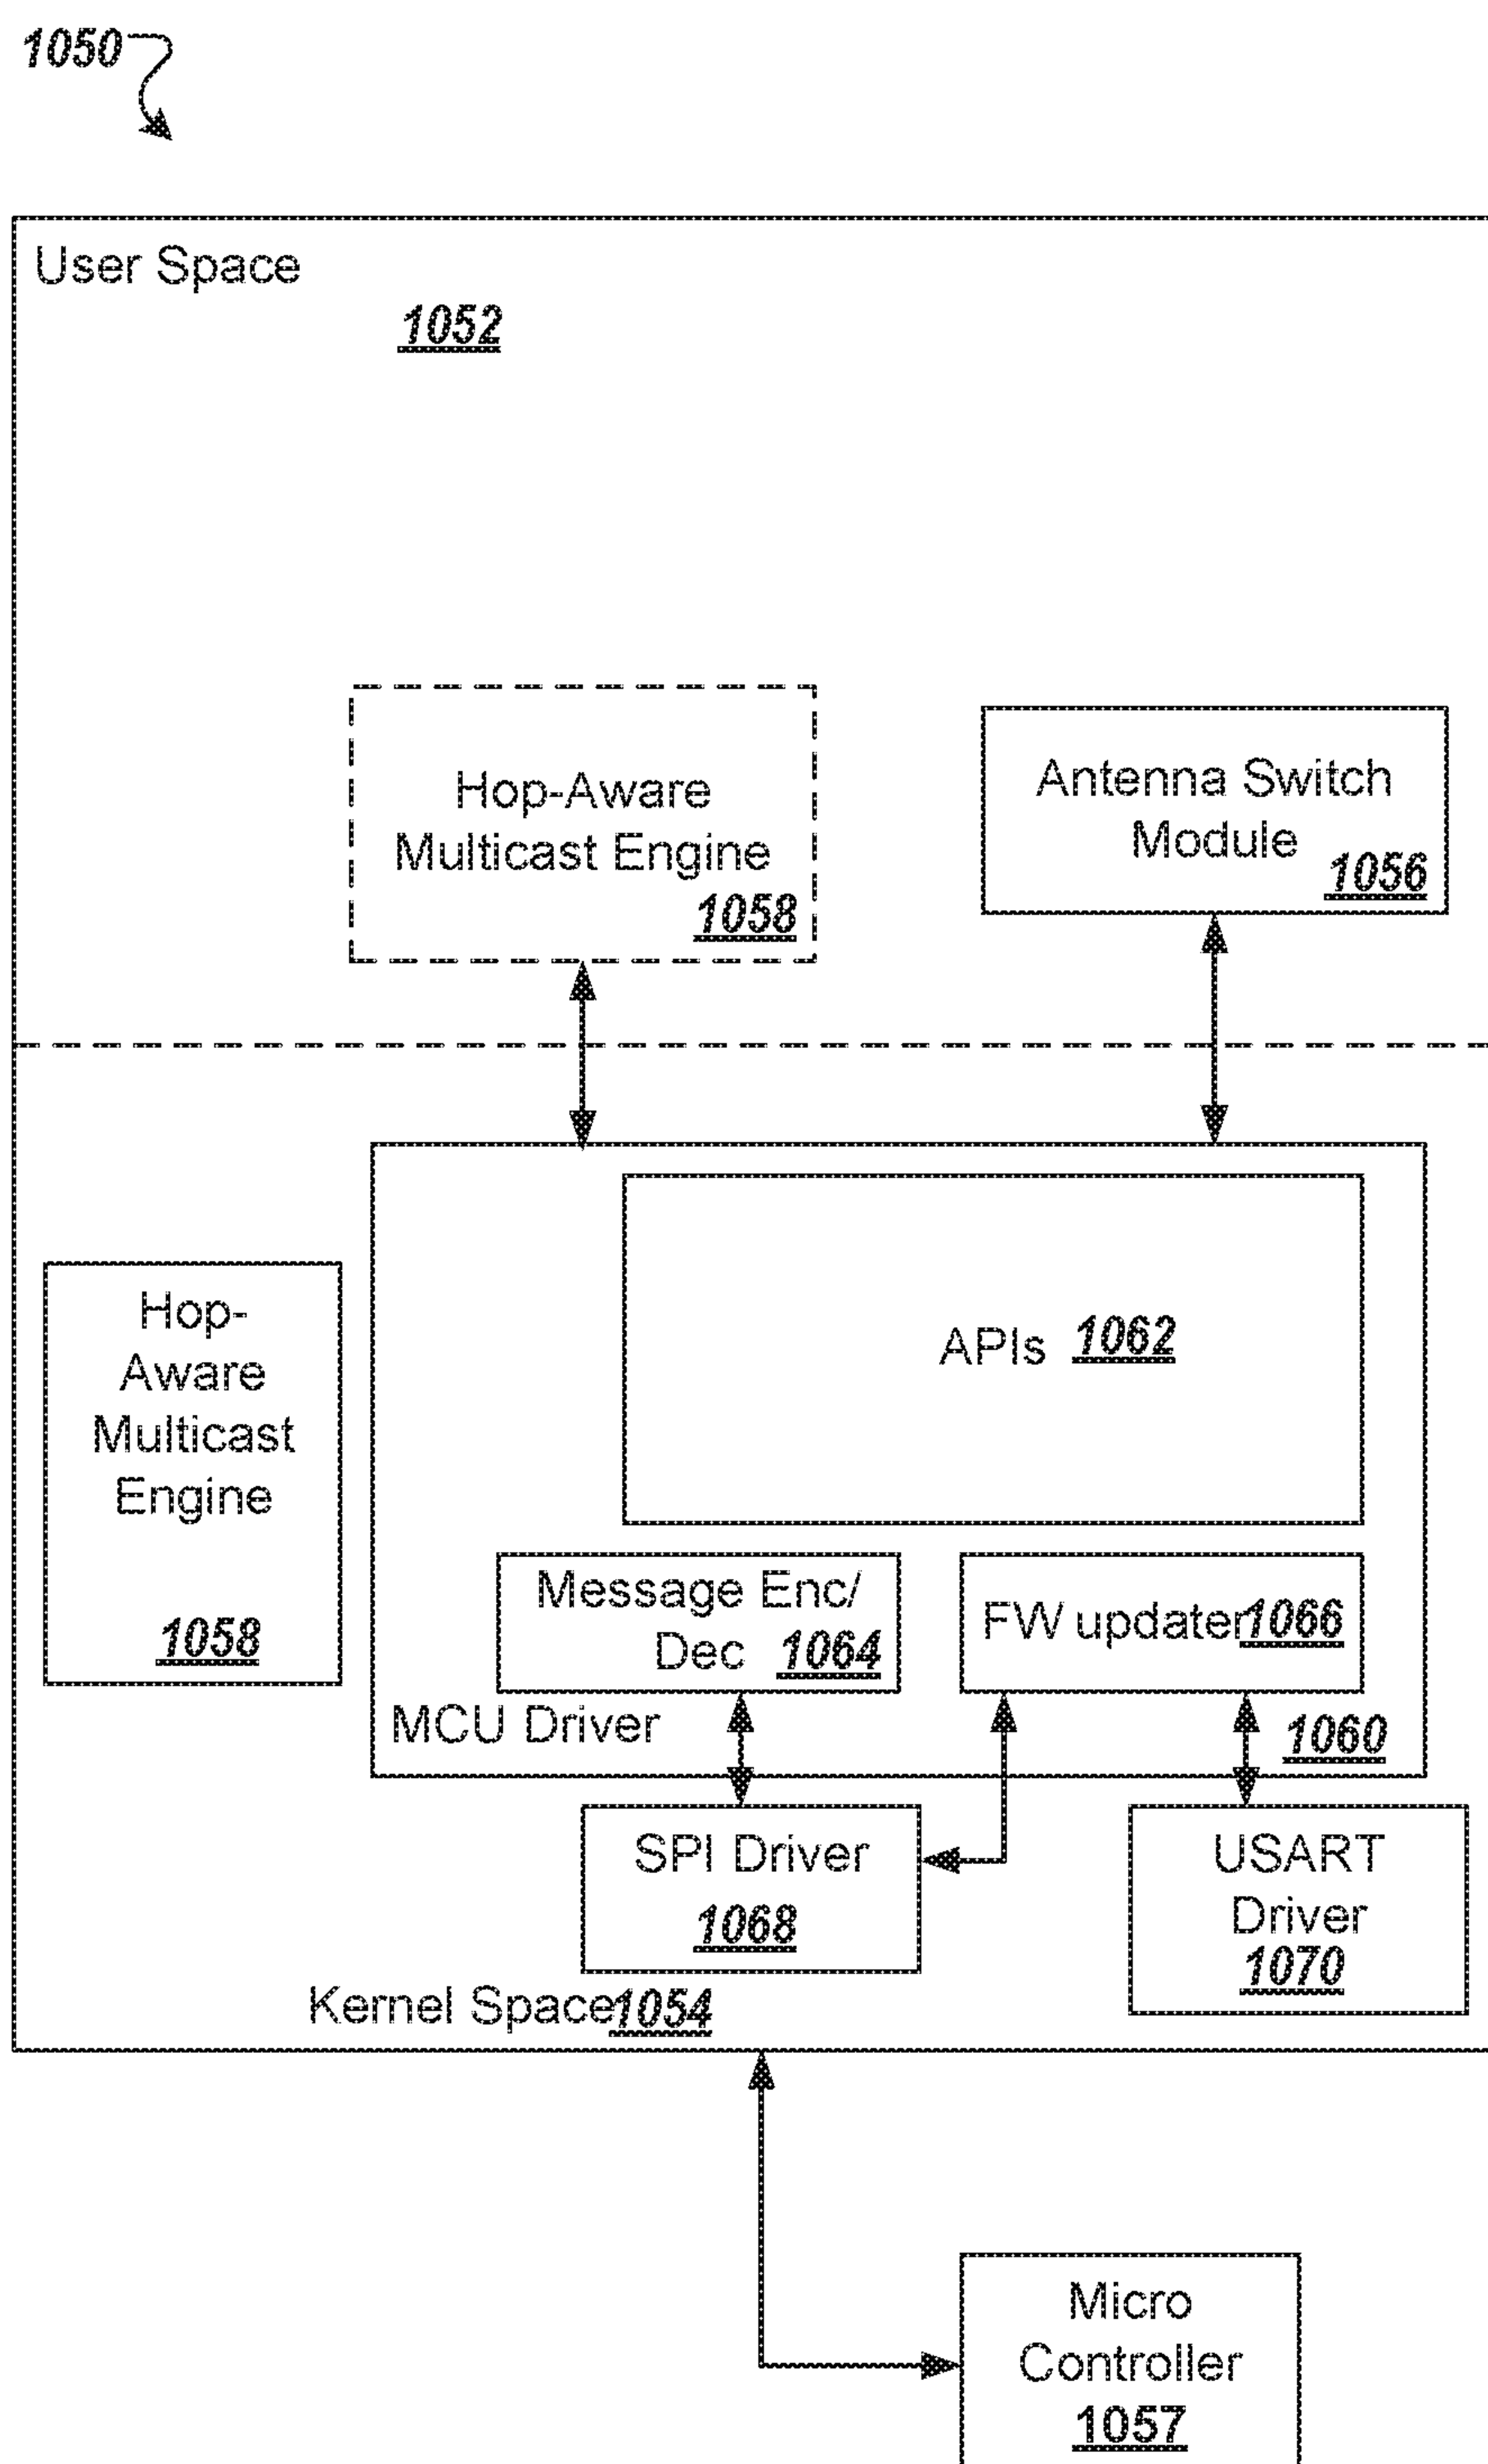 1050
User Space
1052
Hop-Aware
Multicast Engine
1058
Antenna Switch
Module
1056
APIs 1062
Hop-
Aware
Multicast
Engine
1058
Message Enc/
Dec 1064
FW updater 1066
MCU Driver
1060
SPI Driver
1068
USART
Driver
1070
Kernel Space 1054
Micro
Controller
1057